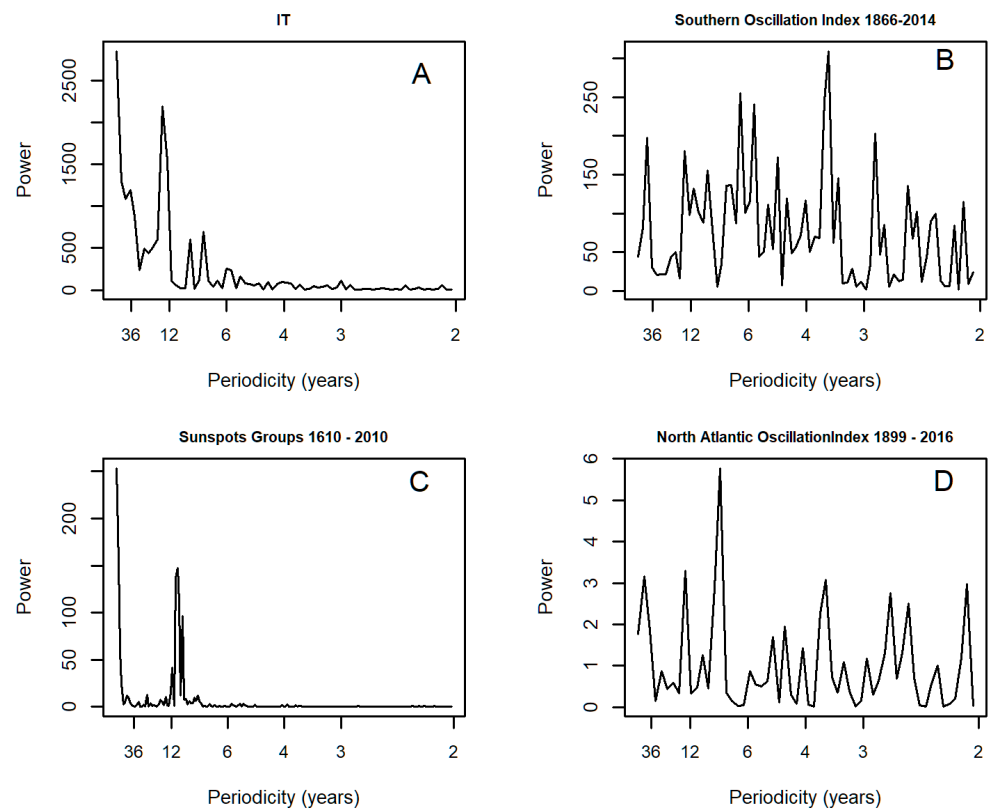 IT
A
Power
2500
1500
500
0
36 12 6 4 3 2
Periodicity (years)
Southern Oscillation Index 1866-2014
B
Power
250
150
50
0
36 12 6 4 3 2
Periodicity (years)
Sunspots Groups 1610 - 2010
C
Power
200
100
50
0
36 12 6 4 3 2
Periodicity (years)
North Atlantic OscillationIndex 1899 - 2016
D
Power
6
5
4
3
2
1
0
36 12 6 4 3 2
Periodicity (years)